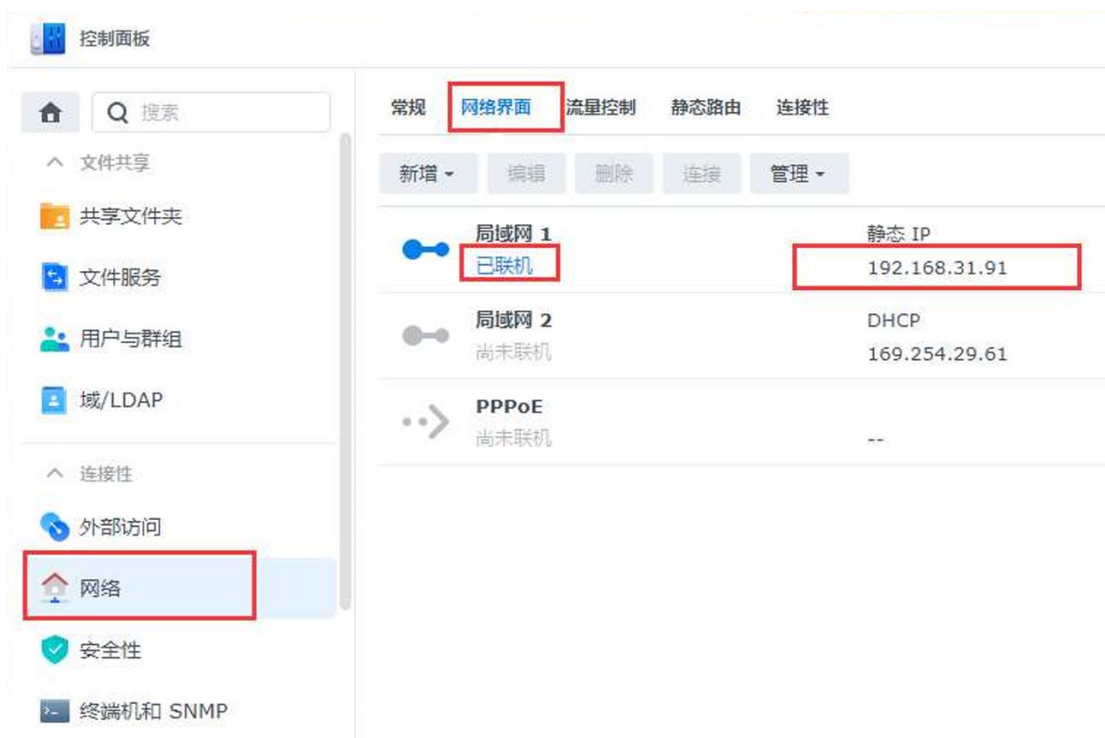 控制面板
搜索
文件共享
共享文件夹
文件服务
用户与群组
域/LDAP
连接性
外部访问
网络
安全性
终端机和 SNMP
常规 网络界面 流量控制 静态路由 连接性
新增 编辑 删除 连接 管理
局域网 1 静态 IP
已联机 192.168.31.91
局域网 2 DHCP
尚未联机 169.254.29.61
PPPoE
尚未联机 --